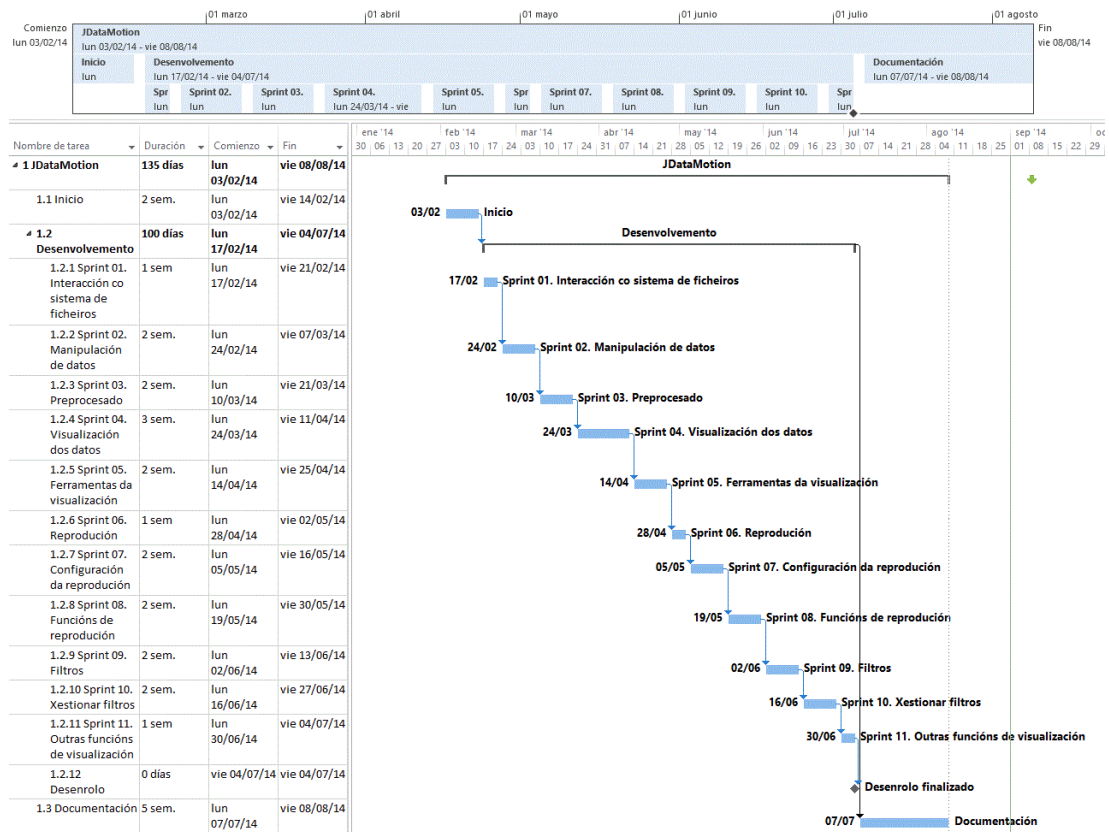 01 marzo 01 abril 01 mayo 01 junio 01 julio 01 agosto
Comienzo
lun 03/02/14
JDataMotion
lun 03/02/14 - vie 08/08/14
Fin
vie 08/08/14
Inicio
lun
Desenvolvemento
lun 17/02/14 - vie 04/07/14
Documentación
lun 07/07/14 - vie 08/08/14
Spr Sprint 02. Sprint 03. Sprint 04. Sprint 05. Spr Sprint 07. Sprint 08. Sprint 09. Sprint 10. Spr
lun lun lun lun 24/03/14 - vie lun lun lun lun lun lun lun
Nombre de tarea Duración Comienzo Fin
ene '14 feb '14 mar '14 abr '14 may '14 jun '14 jul '14 ago '14 sep '14 oc
30 06 13 20 27 03 10 17 24 03 10 17 24 31 07 14 21 28 05 12 19 26 02 09 16 23 30 07 14 21 28 04 11 18 25 01 08 15 22 29
1 JDataMotion 135 días lun 03/02/14 vie 08/08/14
JDataMotion
1.1 Inicio 2 sem. lun 03/02/14 vie 14/02/14
03/02 Inicio
1.2 Desenvolvemento 100 días lun 17/02/14 vie 04/07/14
Desenvolvemento
1.2.1 Sprint 01. Interacción co sistema de ficheiros 1 sem lun 17/02/14 vie 21/02/14
17/02 Sprint 01. Interacción co sistema de ficheiros
1.2.2 Sprint 02. Manipulación de datos 2 sem. lun 24/02/14 vie 07/03/14
24/02 Sprint 02. Manipulación de datos
1.2.3 Sprint 03. Preprocesado 2 sem. lun 10/03/14 vie 21/03/14
10/03 Sprint 03. Preprocesado
1.2.4 Sprint 04. Visualización dos datos 3 sem. lun 24/03/14 vie 11/04/14
24/03 Sprint 04. Visualización dos datos
1.2.5 Sprint 05. Ferramentas da visualización 2 sem. lun 14/04/14 vie 25/04/14
14/04 Sprint 05. Ferramentas da visualización
1.2.6 Sprint 06. Reprodución 1 sem lun 28/04/14 vie 02/05/14
28/04 Sprint 06. Reprodución
1.2.7 Sprint 07. Configuración da reprodución 2 sem. lun 05/05/14 vie 16/05/14
05/05 Sprint 07. Configuración da reprodución
1.2.8 Sprint 08. Funcións de reprodución 2 sem. lun 19/05/14 vie 30/05/14
19/05 Sprint 08. Funcións de reprodución
1.2.9 Sprint 09. Filtros 2 sem. lun 02/06/14 vie 13/06/14
02/06 Sprint 09. Filtros
1.2.10 Sprint 10. Xestionar filtros 2 sem. lun 16/06/14 vie 27/06/14
16/06 Sprint 10. Xestionar filtros
1.2.11 Sprint 11. Outras funcións de visualización 1 sem lun 30/06/14 vie 04/07/14
30/06 Sprint 11. Outras funcións de visualización
1.2.12 Desenrolo 0 días vie 04/07/14 vie 04/07/14
Desenrolo finalizado
1.3 Documentación 5 sem. lun 07/07/14 vie 08/08/14
07/07 Documentación